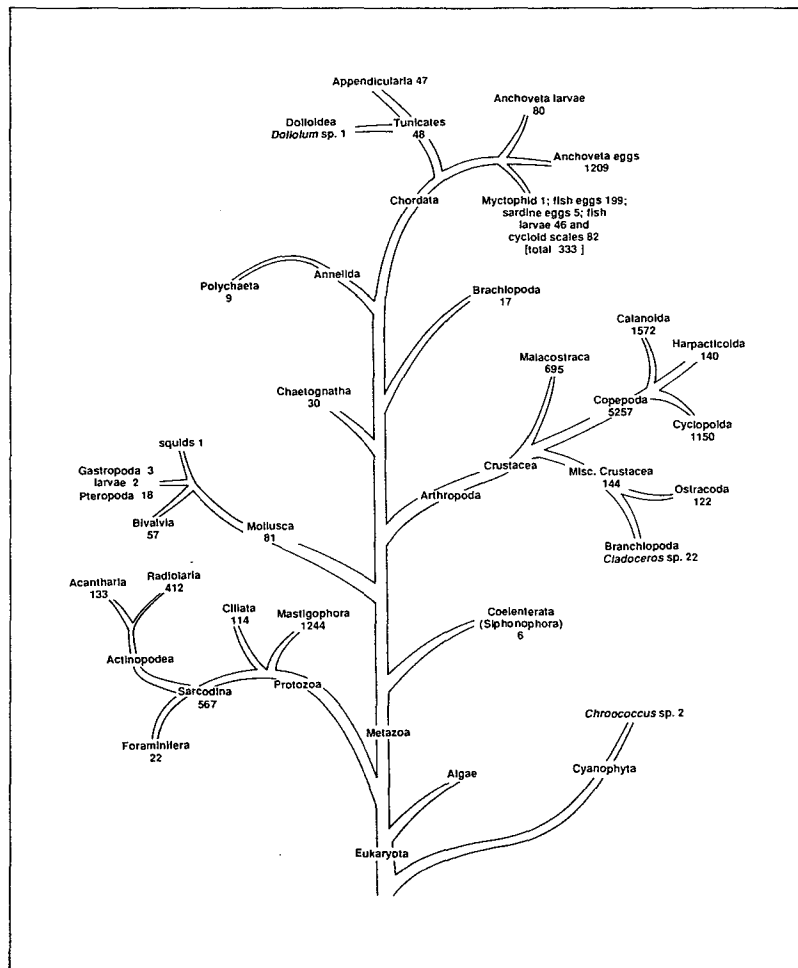 Appendicularia 47
Anchoveta larvae
80
Dolioidea
Doliolum sp. 1
Tunicates
48
Anchoveta eggs
1209
Chordata
Myctophid 1; fish eggs 199;
sardine eggs 5; fish
larvae 46 and
cycloid scales 82
[total 333 ]
Annelida
Polychaeta
9
Brachiopoda
17
Calanoida
1572
Harpacticoida
140
Malacostraca
695
Chaetognatha
30
Copepoda
5257
Cyclopoida
1150
squids 1
Gastropoda 3
larvae 2
Pteropoda 18
Crustacea
Misc. Crustacea
144
Arthropoda
Ostracoda
122
Bivalvia
57
Mollusca
81
Branchiopoda
Cladoceros sp. 22
Acantharia
133
Radiolaria
412
Ciliata
114
Mastigophora
1244
Coelenterata
(Siphonophora)
6
Actinopodea
Sarcodina
567
Protozoa
Foraminifera
22
Metazoa
Chroococcus sp. 2
Algae
Cyanophyta
Eukaryota